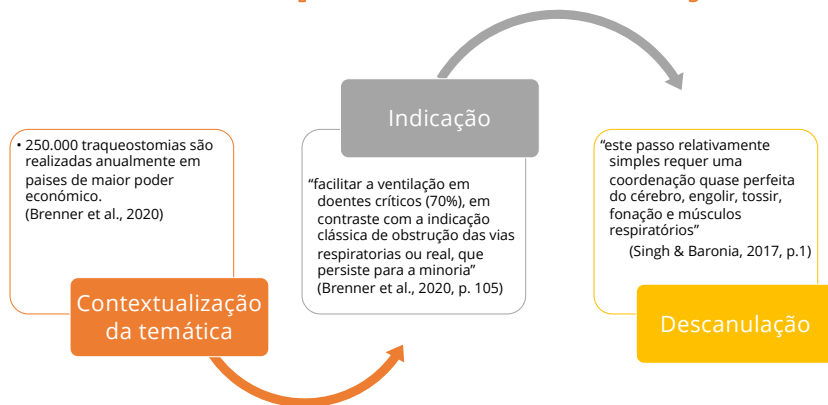 • 250.000 traqueostomias são
realizadas anualmente em
paises de maior poder
económico.
(Brenner et al., 2020)
Contextualização
da temática
Indicação
“facilitar a ventilação em
doentes críticos (70%), em
contraste com a indicação
clássica de obstrução das vias
respiratorias ou real, que
persiste para a minoria”
(Brenner et al., 2020, p. 105)
“este passo relativamente
simples requer uma
coordenação quase perfeita
do cérebro, engolir, tossir,
fonação e músculos
respiratórios”
(Singh & Baronia, 2017, p.1)
Descanulação